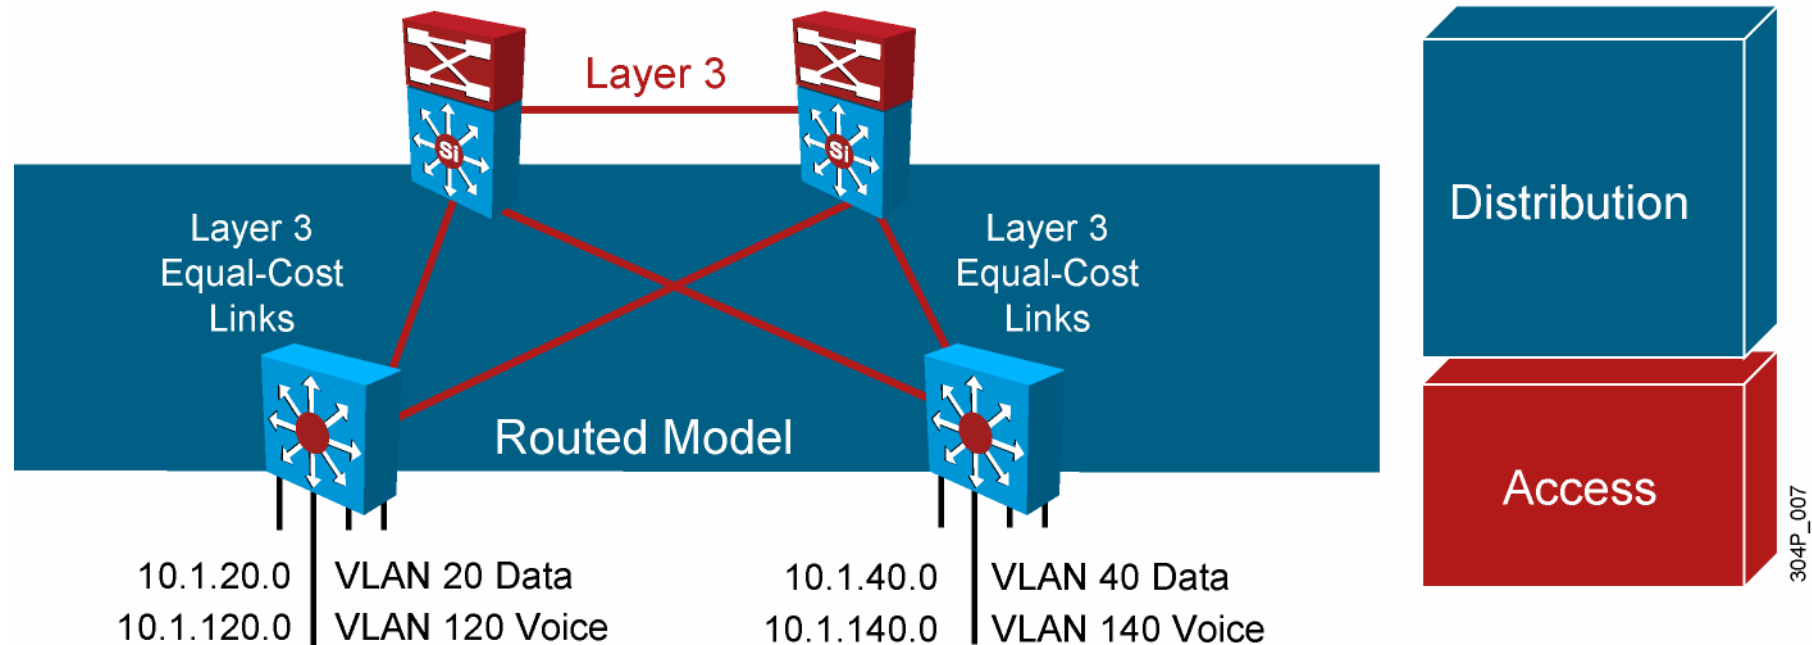 Layer 3
Si
Si
Layer 3
Equal-Cost
Links
Layer 3
Equal-Cost
Links
Routed Model
10.1.20.0 VLAN 20 Data
10.1.120.0 VLAN 120 Voice
10.1.40.0 VLAN 40 Data
10.1.140.0 VLAN 140 Voice
Distribution
Access
304P_007